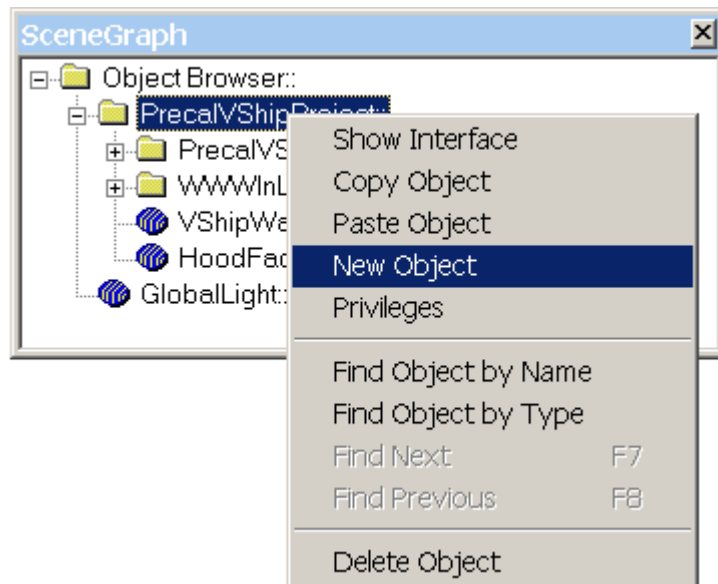 SceneGraph
Object Browser::
PrecalVShipProject::
PrecalVS
WWWInL
VShipWa
HoodFac
GlobalLight::
Show Interface
Copy Object
Paste Object
New Object
Privileges
Find Object by Name
Find Object by Type
Find Next F7
Find Previous F8
Delete Object